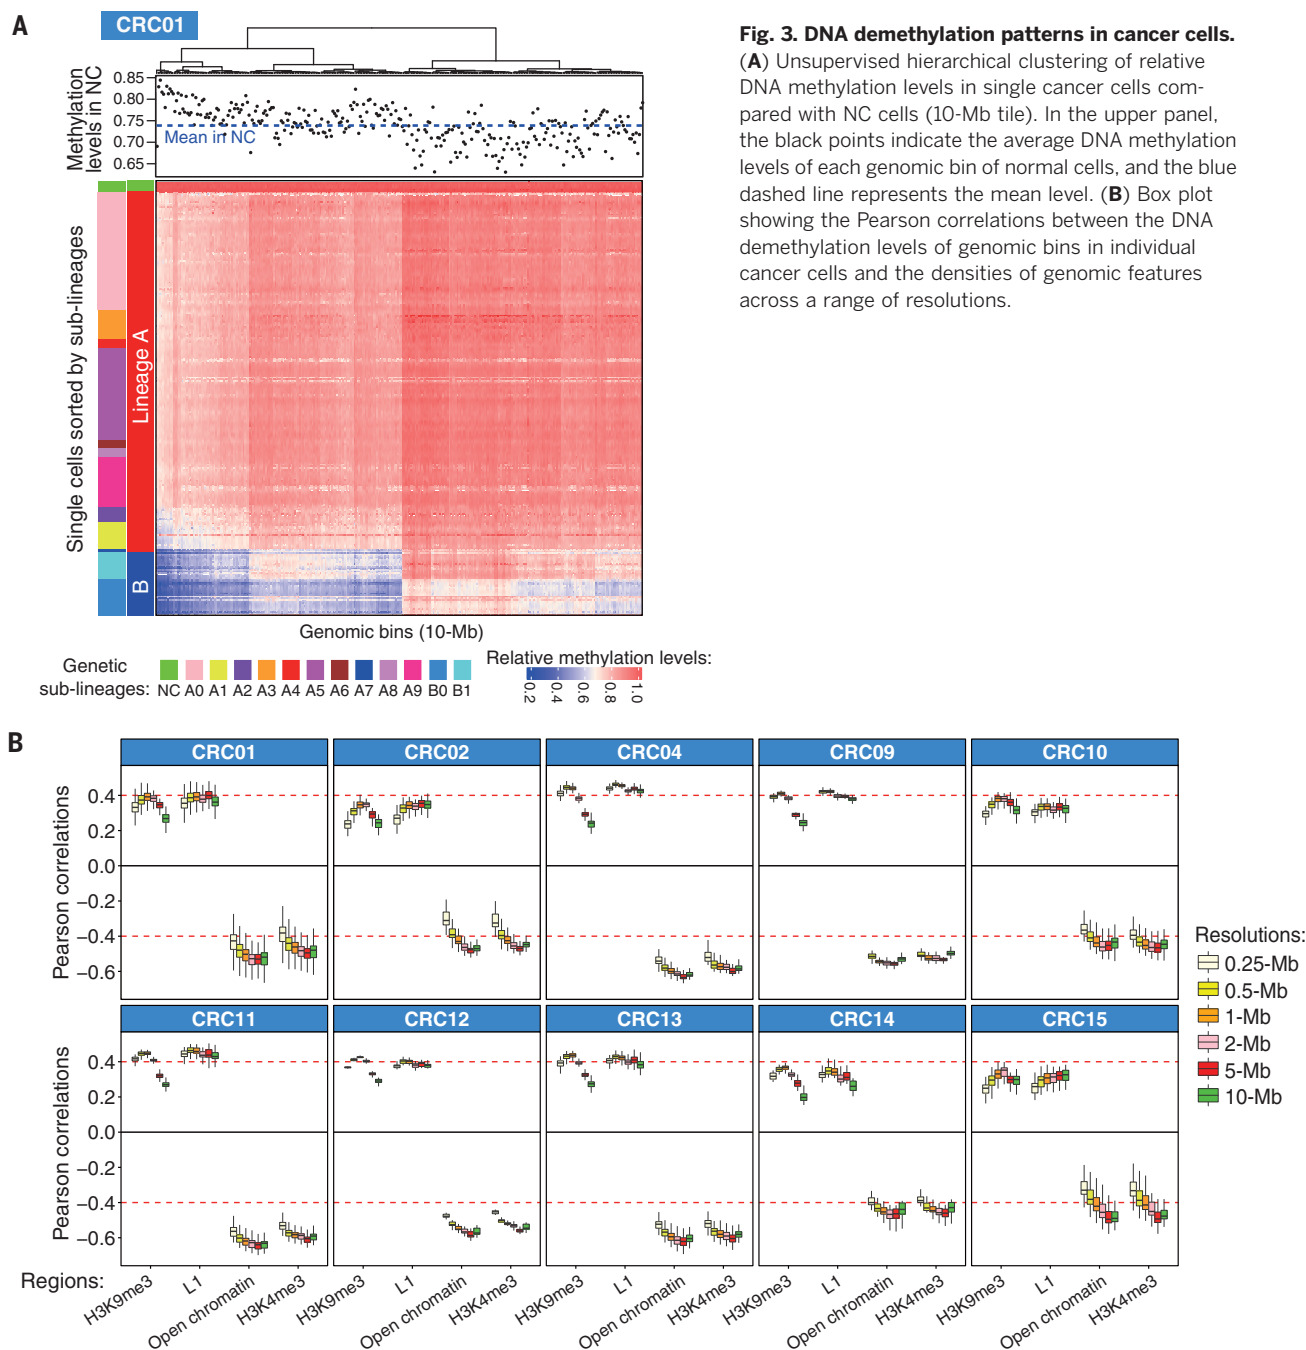 A
CRC01
Fig. 3. DNA demethylation patterns in cancer cells.
(A) Unsupervised hierarchical clustering of relative
DNA methylation levels in single cancer cells com-
pared with NC cells (10-Mb tile). In the upper panel,
the black points indicate the average DNA methylation
levels of each genomic bin of normal cells, and the blue
dashed line represents the mean level. (B) Box plot
showing the Pearson correlations between the DNA
demethylation levels of genomic bins in individual
cancer cells and the densities of genomic features
across a range of resolutions.
Methylation
levels in NC
0.85
0.80
0.75
0.70
0.65
Mean in NC
Single cells sorted by sub-lineages
Lineage A
B
Genomic bins (10-Mb)
Genetic
sub-lineages:
NC A0 A1 A2 A3 A4 A5 A6 A7 A8 A9 B0 B1
Relative methylation levels:
0.2 0.4 0.6 0.8 1.0
B
CRC01 CRC02 CRC04 CRC09 CRC10
Pearson correlations
0.4
0.2
0.0
−0.2
−0.4
−0.6
CRC11 CRC12 CRC13 CRC14 CRC15
Pearson correlations
0.4
0.2
0.0
−0.2
−0.4
−0.6
Regions:
H3K9me3 L1 Open chromatin H3K4me3 H3K9me3 L1 Open chromatin H3K4me3 H3K9me3 L1 Open chromatin H3K4me3 H3K9me3 L1 Open chromatin H3K4me3 H3K9me3 L1 Open chromatin H3K4me3
Resolutions:
0.25-Mb
0.5-Mb
1-Mb
2-Mb
5-Mb
10-Mb